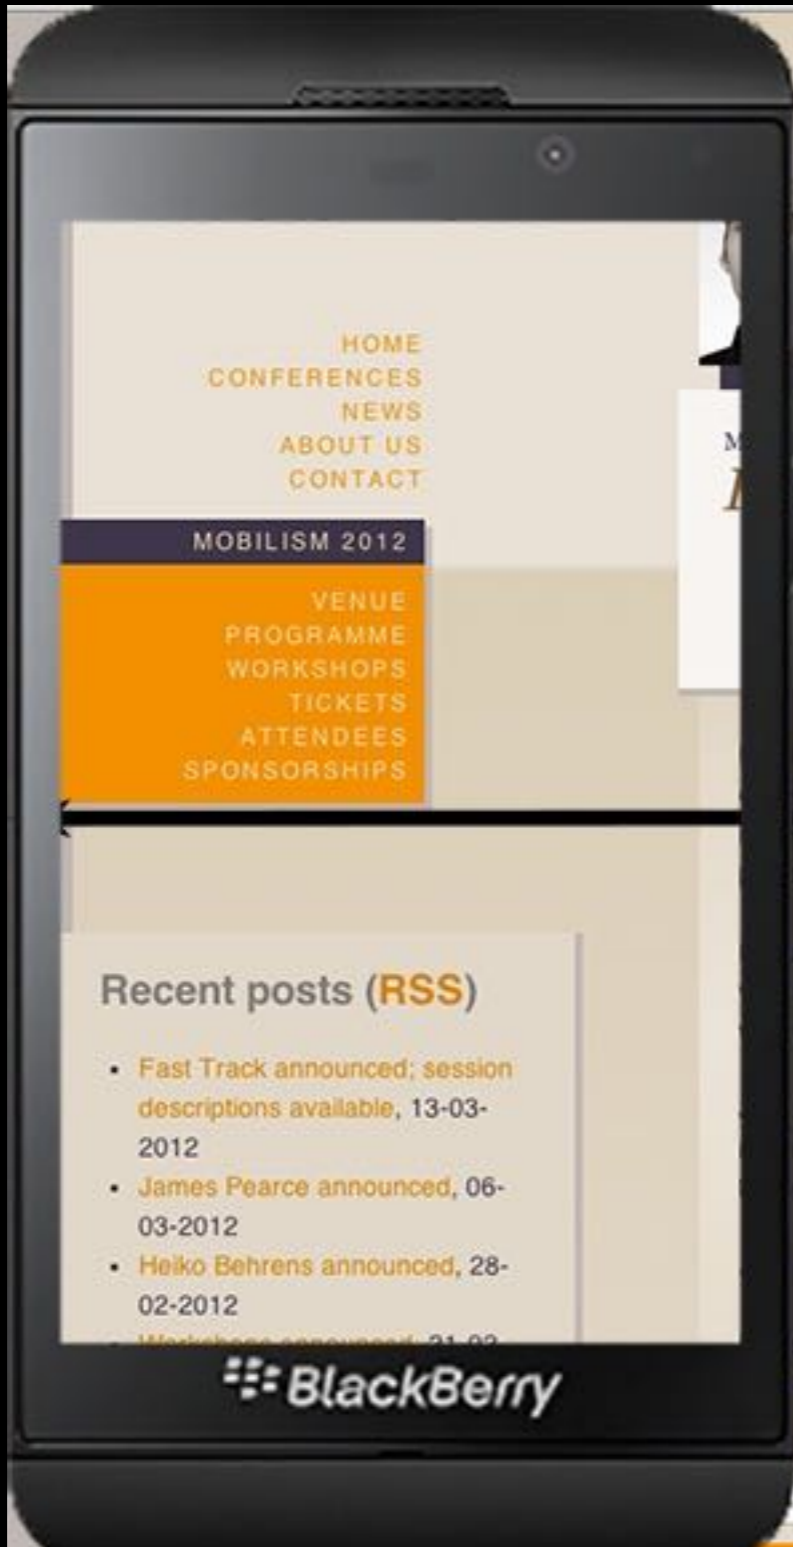 HOME
CONFERENCES
NEWS
ABOUT US
CONTACT
MOBILISM 2012
VENUE
PROGRAMME
WORKSHOPS
TICKETS
ATTENDEES
SPONSORSHIPS
M
Recent posts (RSS)
• Fast Track announced; session
descriptions available, 13-03-
2012
• James Pearce announced, 06-
03-2012
• Heiko Behrens announced, 28-
02-2012
BlackBerry